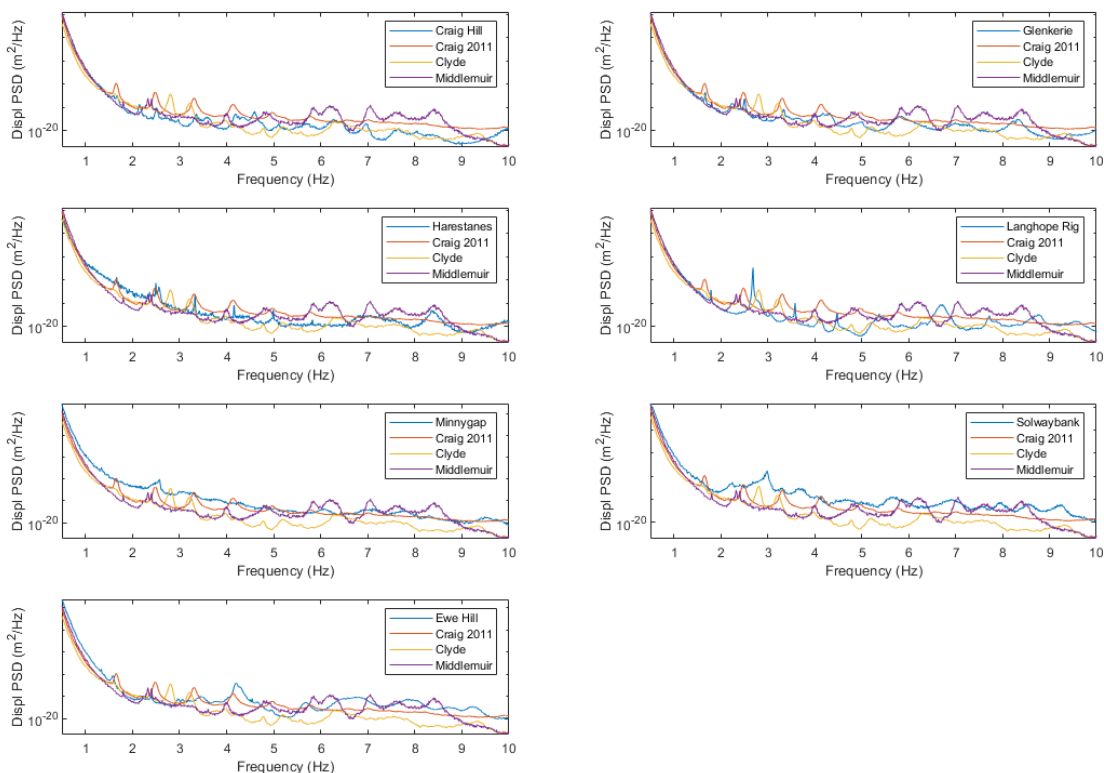 Displ PSD (m²/Hz)
10⁻²⁰
Craig Hill
Craig 2011
Clyde
Middlemuir
1 2 3 4 5 6 7 8 9 10
Frequency (Hz)
Displ PSD (m²/Hz)
10⁻²⁰
Glenkerie
Craig 2011
Clyde
Middlemuir
1 2 3 4 5 6 7 8 9 10
Frequency (Hz)
Displ PSD (m²/Hz)
10⁻²⁰
Harestanes
Craig 2011
Clyde
Middlemuir
1 2 3 4 5 6 7 8 9 10
Frequency (Hz)
Displ PSD (m²/Hz)
10⁻²⁰
Langhope Rig
Craig 2011
Clyde
Middlemuir
1 2 3 4 5 6 7 8 9 10
Frequency (Hz)
Displ PSD (m²/Hz)
10⁻²⁰
Minnygap
Craig 2011
Clyde
Middlemuir
1 2 3 4 5 6 7 8 9 10
Frequency (Hz)
Displ PSD (m²/Hz)
10⁻²⁰
Solwaybank
Craig 2011
Clyde
Middlemuir
1 2 3 4 5 6 7 8 9 10
Frequency (Hz)
Displ PSD (m²/Hz)
10⁻²⁰
Ewe Hill
Craig 2011
Clyde
Middlemuir
1 2 3 4 5 6 7 8 9 10
Frequency (Hz)